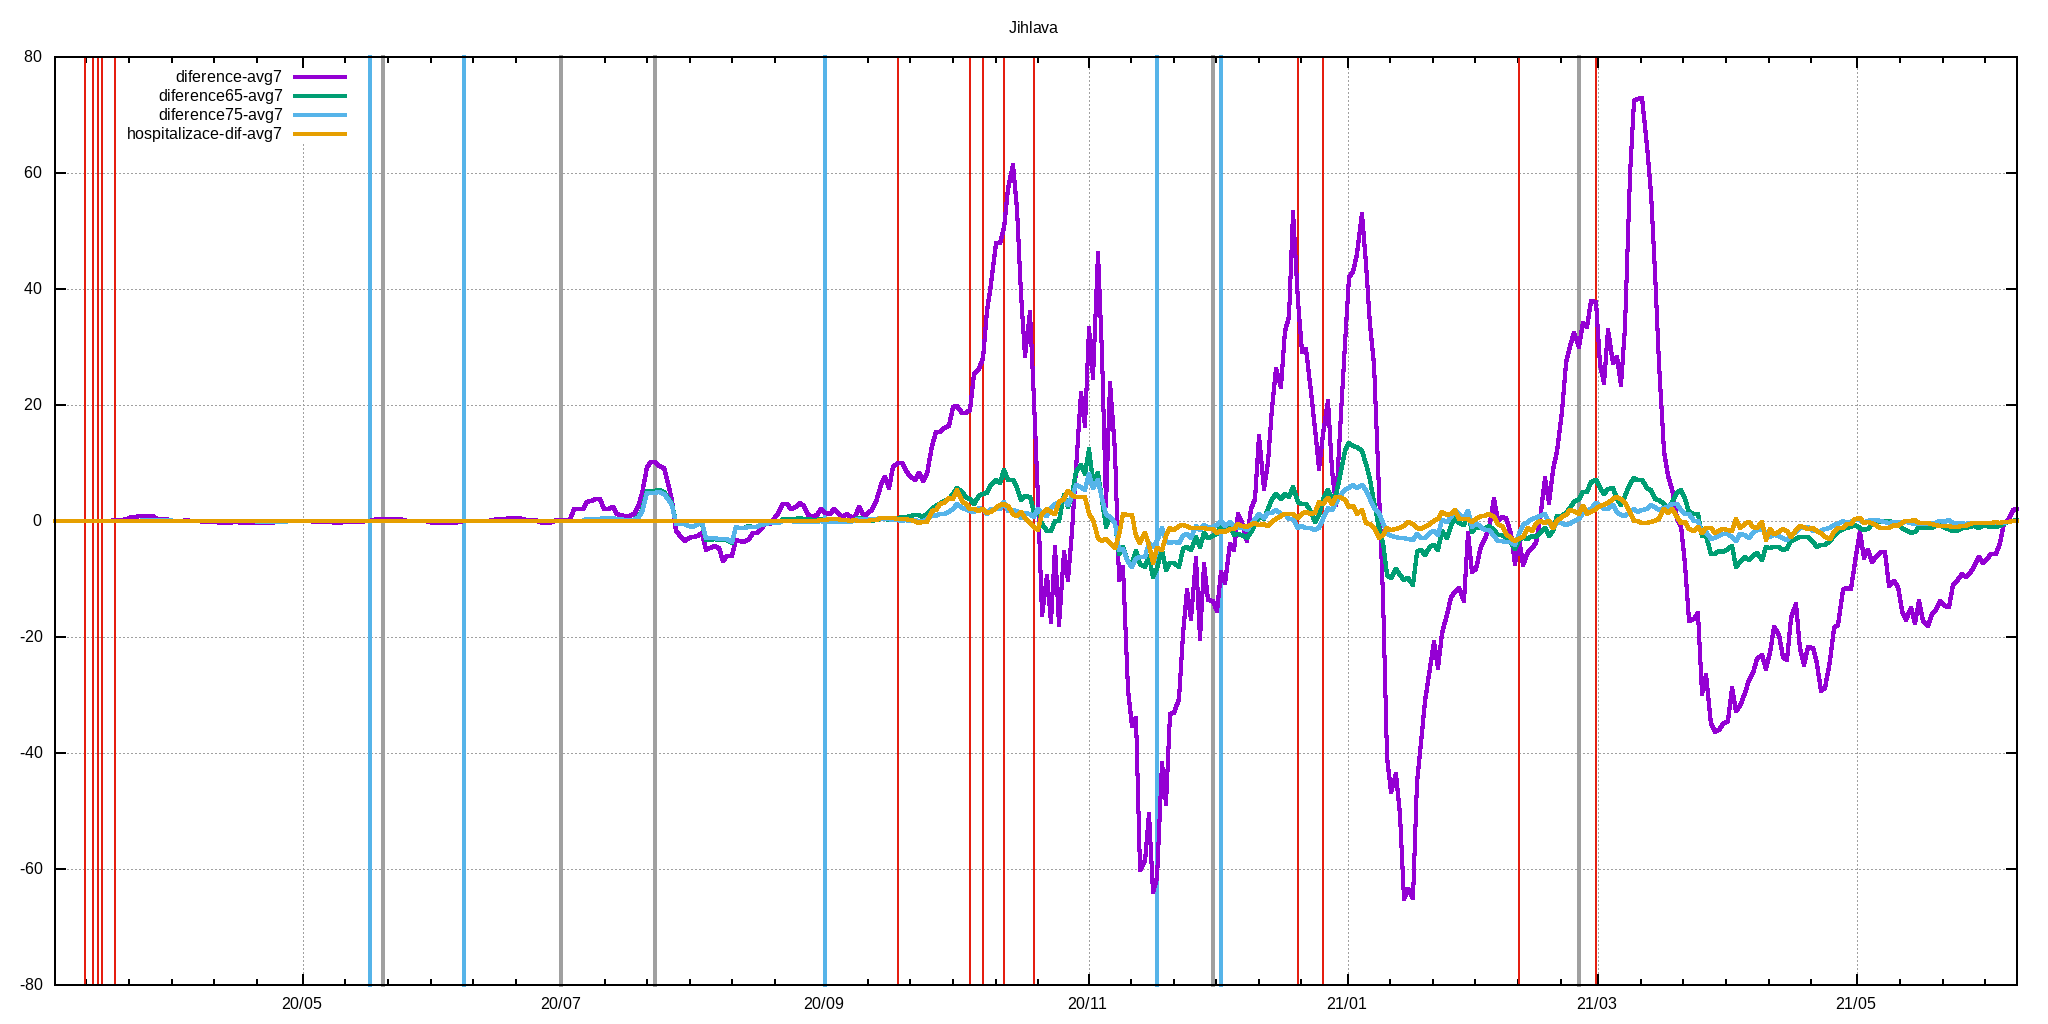 Jihlava
80
60
40
20
0
-20
-40
-60
-80
diference-avg7
diference65-avg7
diference75-avg7
hospitalizace-dif-avg7
20/05 20/07 20/09 20/11 21/01 21/03 21/05